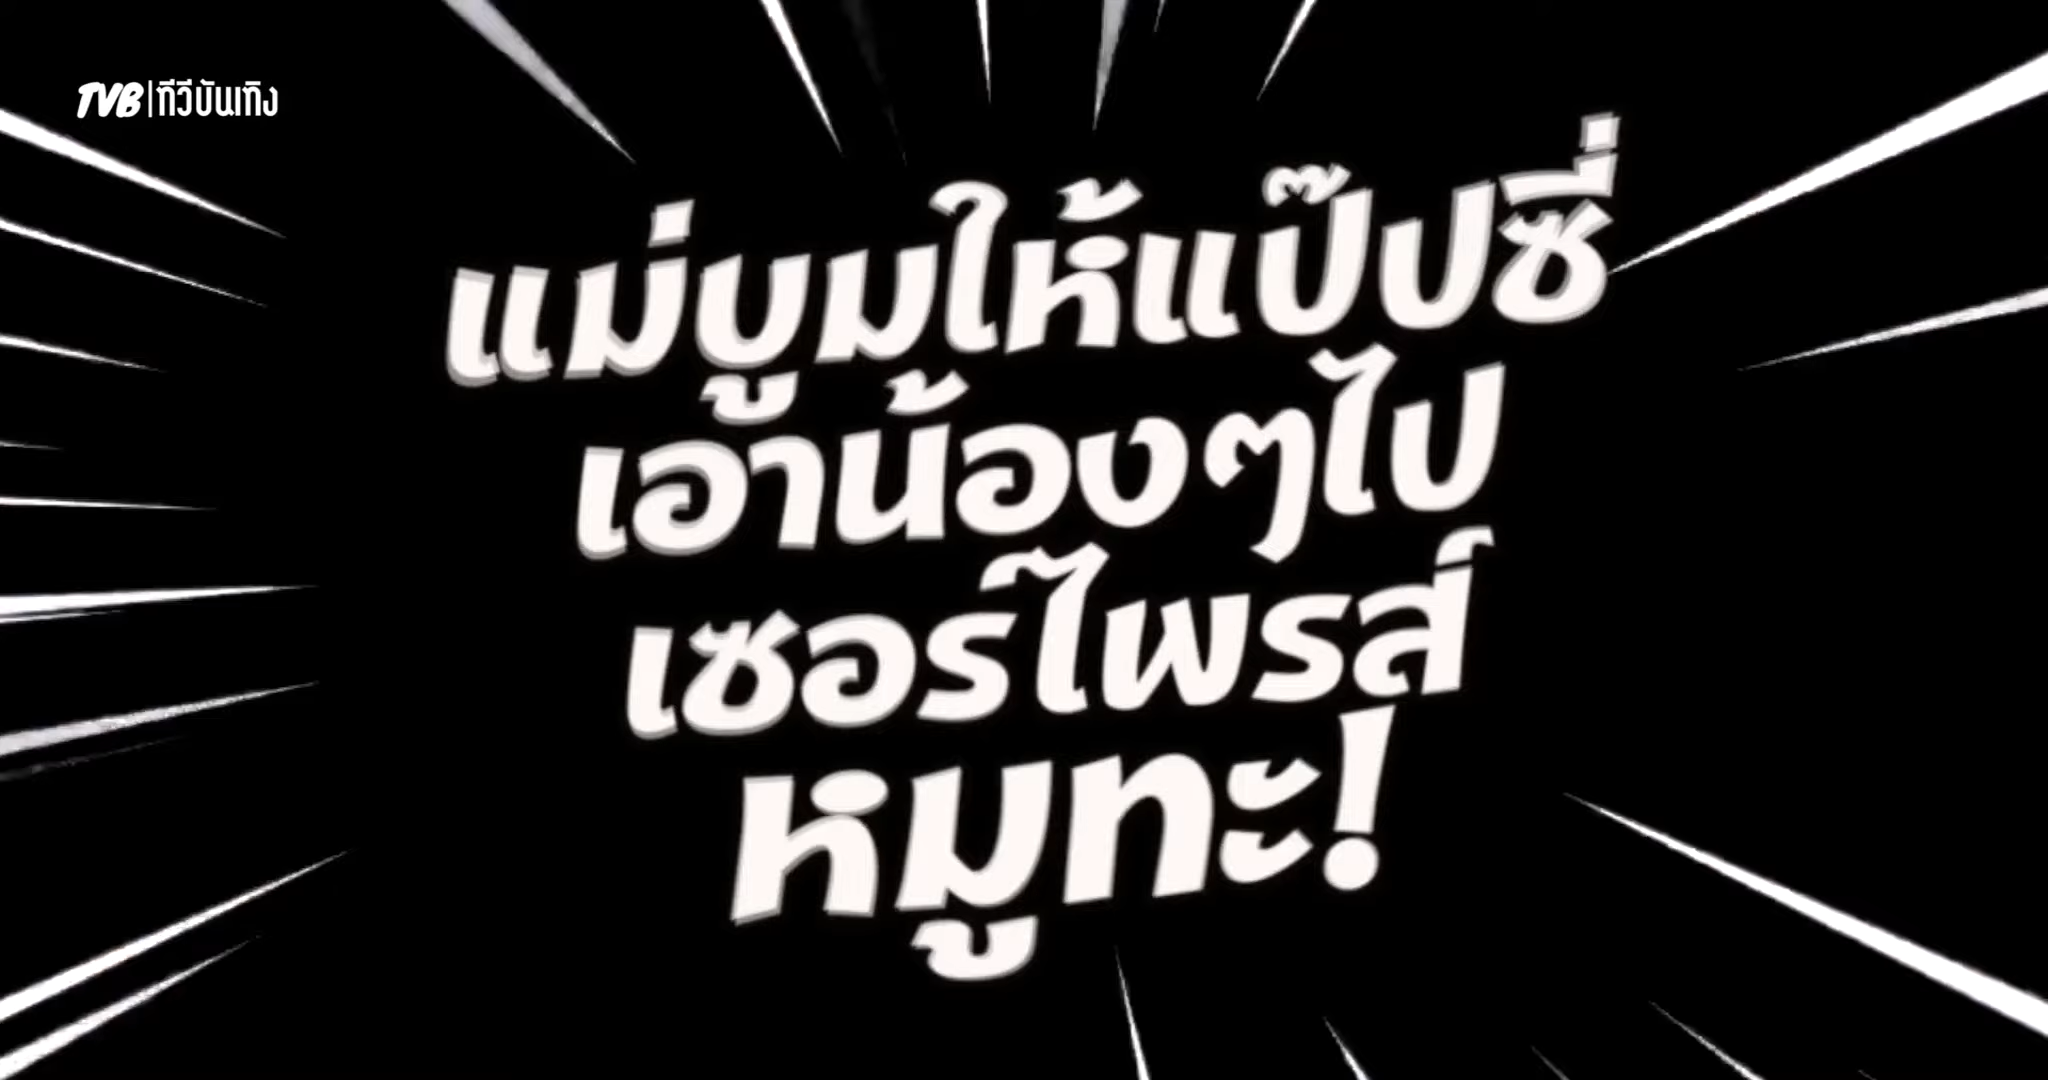 TVB|ทีวีบันเทิง
แม่บูมให้แป๊ปซี่
เอาน้องๆไป
เซอร์ไพรส์
หมูทะ!